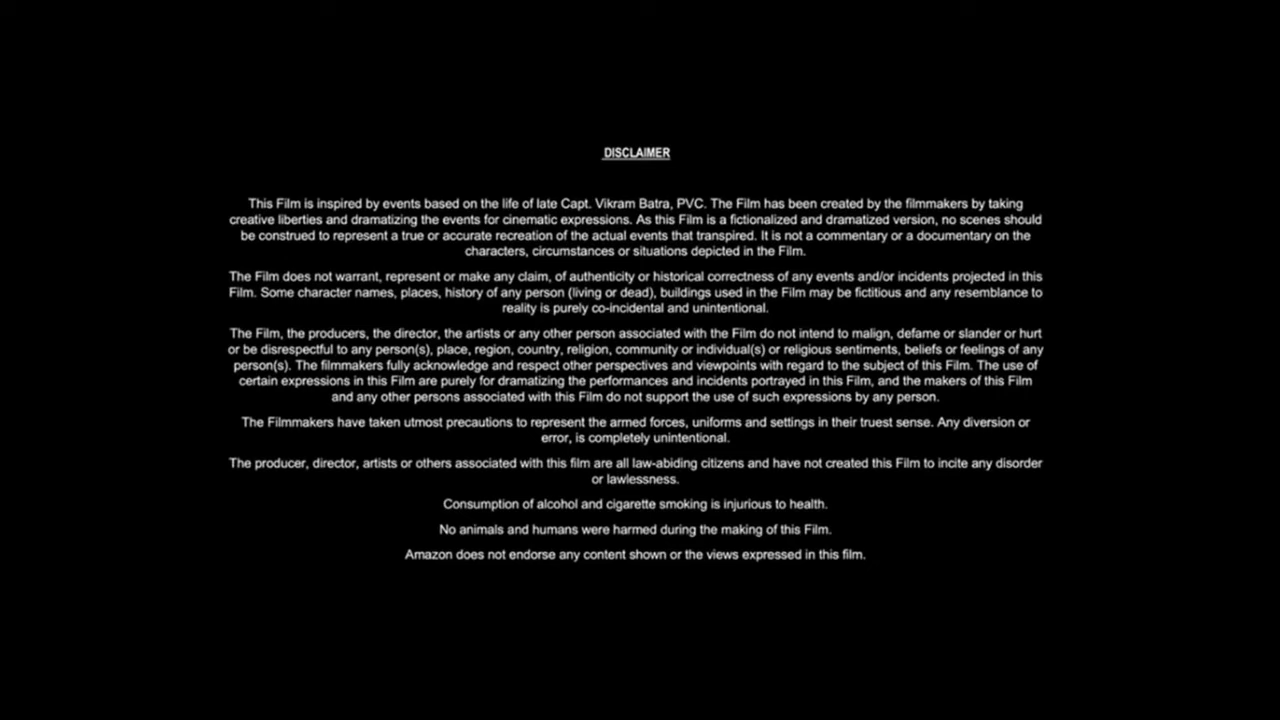 DISCLAIMER
This Film is inspired by events based on the life of late Capt. Vikram Batra, PVC. The Film has been created by the filmmakers by taking
creative liberties and dramatizing the events for cinematic expressions. As this Film is a fictionalized and dramatized version, no scenes should
be construed to represent a true or accurate recreation of the actual events that transpired. It is not a commentary or a documentary on the
characters, circumstances or situations depicted in the Film.
The Film does not warrant, represent or make any claim, of authenticity or historical correctness of any events and/or incidents projected in this
Film. Some character names, places, history of any person (living or dead), buildings used in the Film may be fictitious and any resemblance to
reality is purely co-incidental and unintentional.
The Film, the producers, the director, the artists or any other person associated with the Film do not intend to malign, defame or slander or hurt
or be disrespectful to any person(s), place, region, country, religion, community or individual(s) or religious sentiments, beliefs or feelings of any
person(s). The filmmakers fully acknowledge and respect other perspectives and viewpoints with regard to the subject of this Film. The use of
certain expressions in this Film are purely for dramatizing the performances and incidents portrayed in this Film, and the makers of this Film
and any other persons associated with this Film do not support the use of such expressions by any person.
The Filmmakers have taken utmost precautions to represent the armed forces, uniforms and settings in their truest sense. Any diversion or
error, is completely unintentional.
The producer, director, artists or others associated with this film are all law-abiding citizens and have not created this Film to incite any disorder
or lawlessness.
Consumption of alcohol and cigarette smoking is injurious to health.
No animals and humans were harmed during the making of this Film.
Amazon does not endorse any content shown or the views expressed in this film.